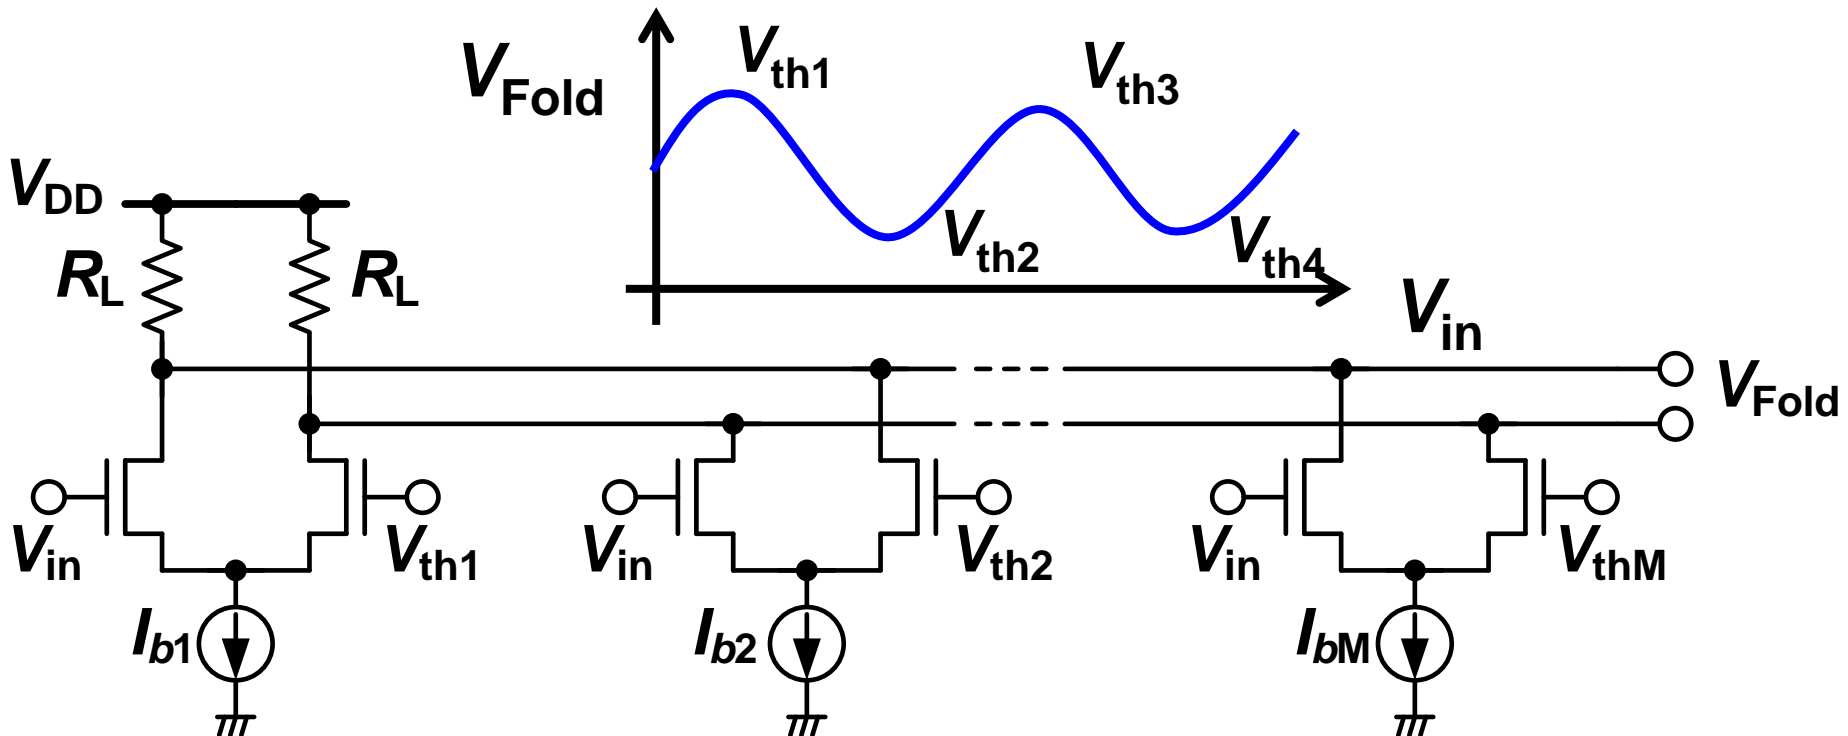 VFold
Vth1
Vth3
VDD
RL
RL
Vth2
Vth4
Vin
VFold
Vin
Vth1
Vin
Vth2
Vin
VthM
Ib1
Ib2
IbM